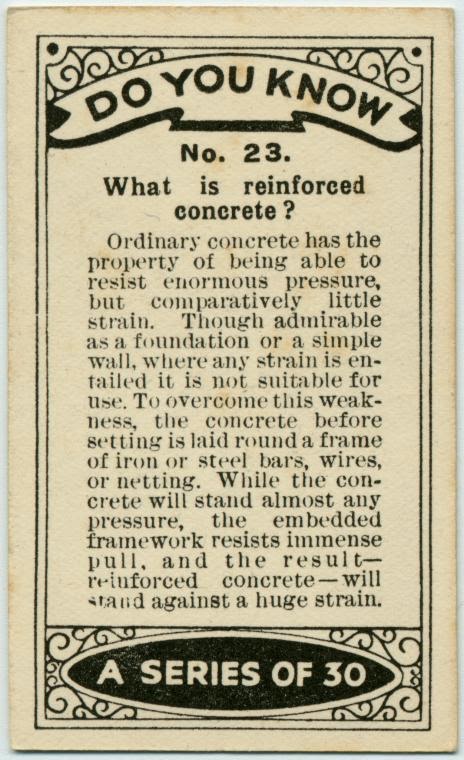 DO YOU KNOW
No. 23.
What is reinforced
concrete?
Ordinary concrete has the
property of being able to
resist enormous pressure,
but comparatively little
strain. Though admirable
as a foundation or a simple
wall, where any strain is en-
tailed it is not suitable for
use. To overcome this weak-
ness, the concrete before
setting is laid round a frame
of iron or steel bars, wires,
or netting. While the con-
crete will stand almost any
pressure, the embedded
framework resists immense
pull, and the result—
reinforced concrete—will
stand against a huge strain.
A SERIES OF 30